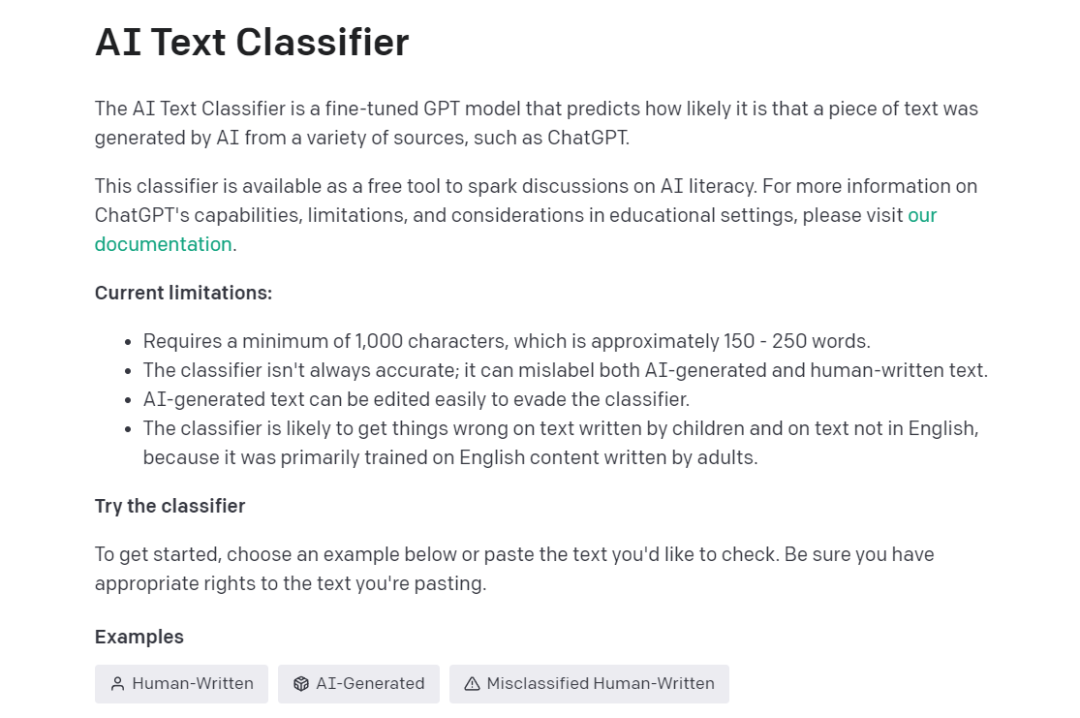 AI Text Classifier
The AI Text Classifier is a fine-tuned GPT model that predicts how likely it is that a piece of text was
generated by AI from a variety of sources, such as ChatGPT.
This classifier is available as a free tool to spark discussions on AI literacy. For more information on
ChatGPT's capabilities, limitations, and considerations in educational settings, please visit our
documentation.
Current limitations:
• Requires a minimum of 1,000 characters, which is approximately 150 - 250 words.
• The classifier isn't always accurate; it can mislabel both AI-generated and human-written text.
• AI-generated text can be edited easily to evade the classifier.
• The classifier is likely to get things wrong on text written by children and on text not in English,
because it was primarily trained on English content written by adults.
Try the classifier
To get started, choose an example below or paste the text you'd like to check. Be sure you have
appropriate rights to the text you're pasting.
Examples
Human-Written AI-Generated Misclassified Human-Written